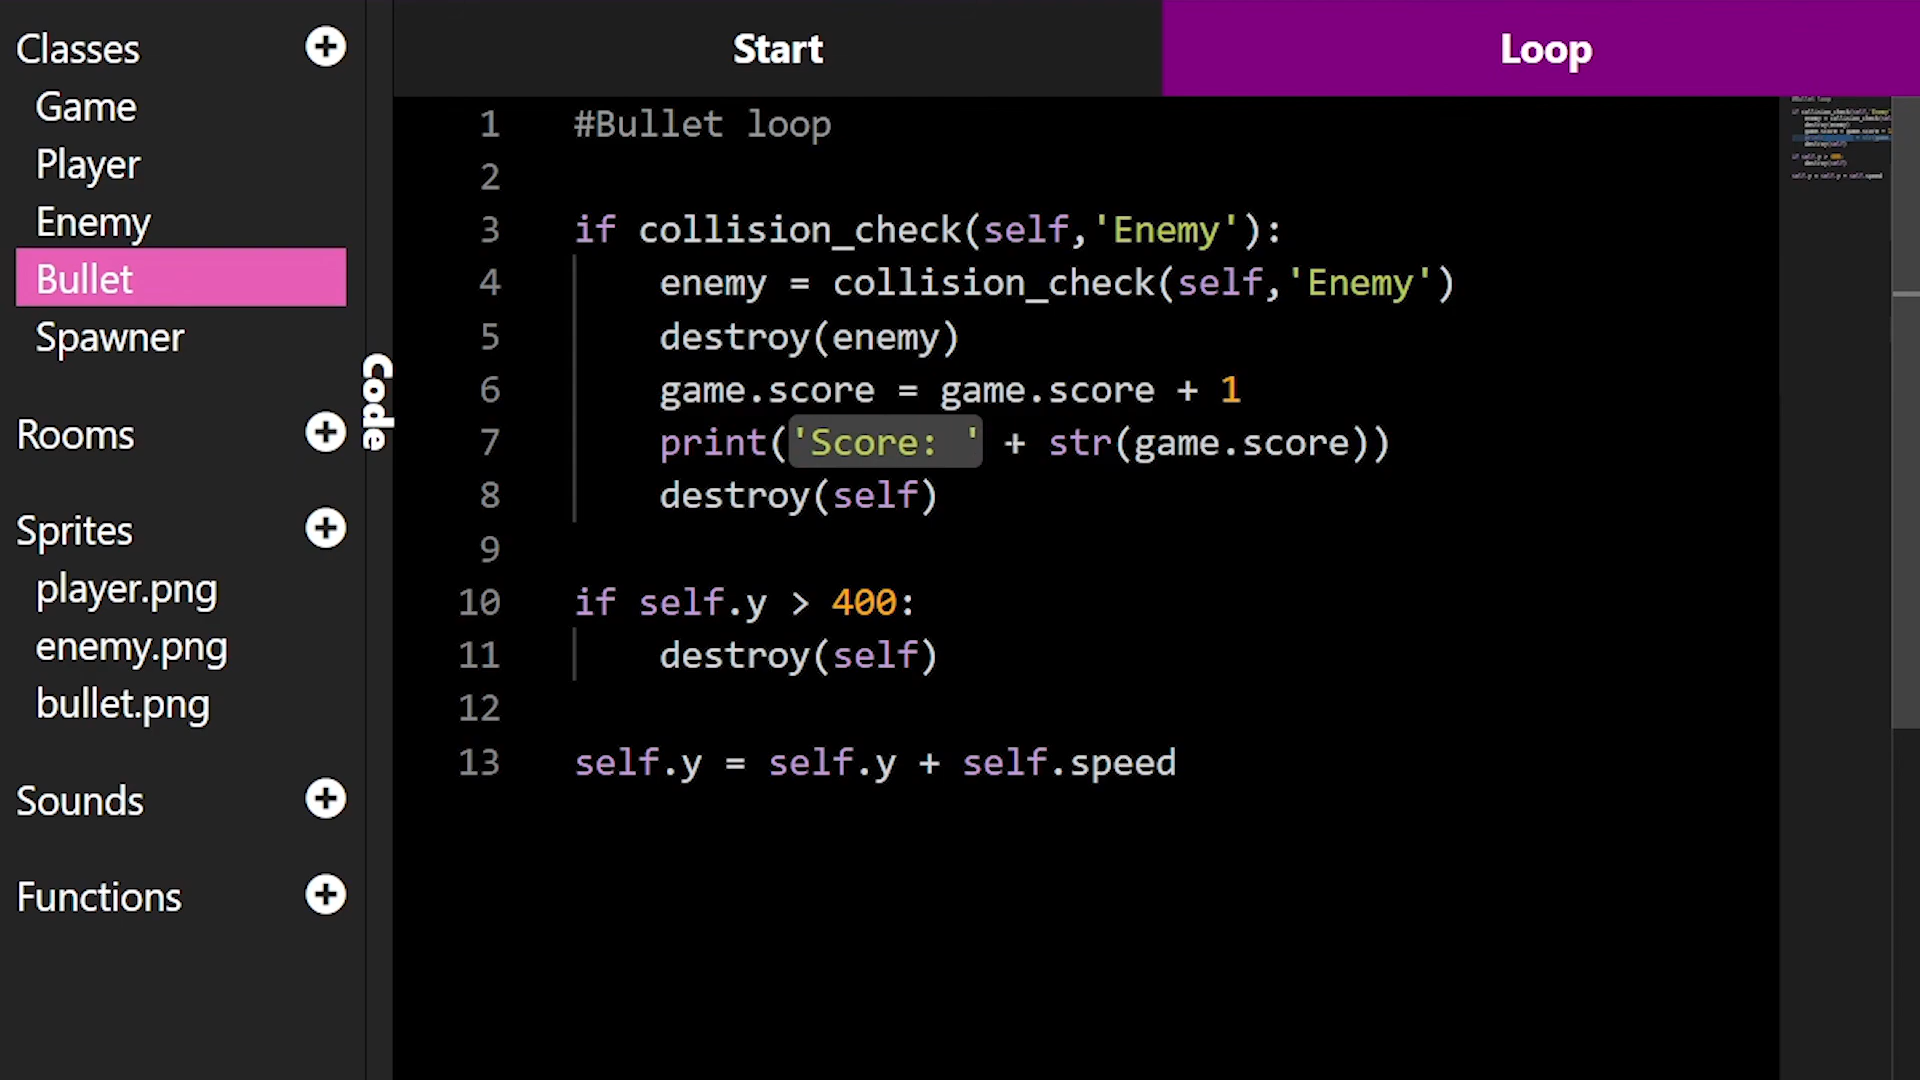 Classes
Game
Player
Enemy
Bullet
Spawner
Rooms
Sprites
player.png
enemy.png
bullet.png
Sounds
Functions
Code
Start
Loop
1 #Bullet loop
2
3 if collision_check(self,'Enemy'):
4     enemy = collision_check(self,'Enemy')
5     destroy(enemy)
6     game.score = game.score + 1
7     print('Score: ' + str(game.score))
8     destroy(self)
9
10 if self.y > 400:
11     destroy(self)
12
13 self.y = self.y + self.speed